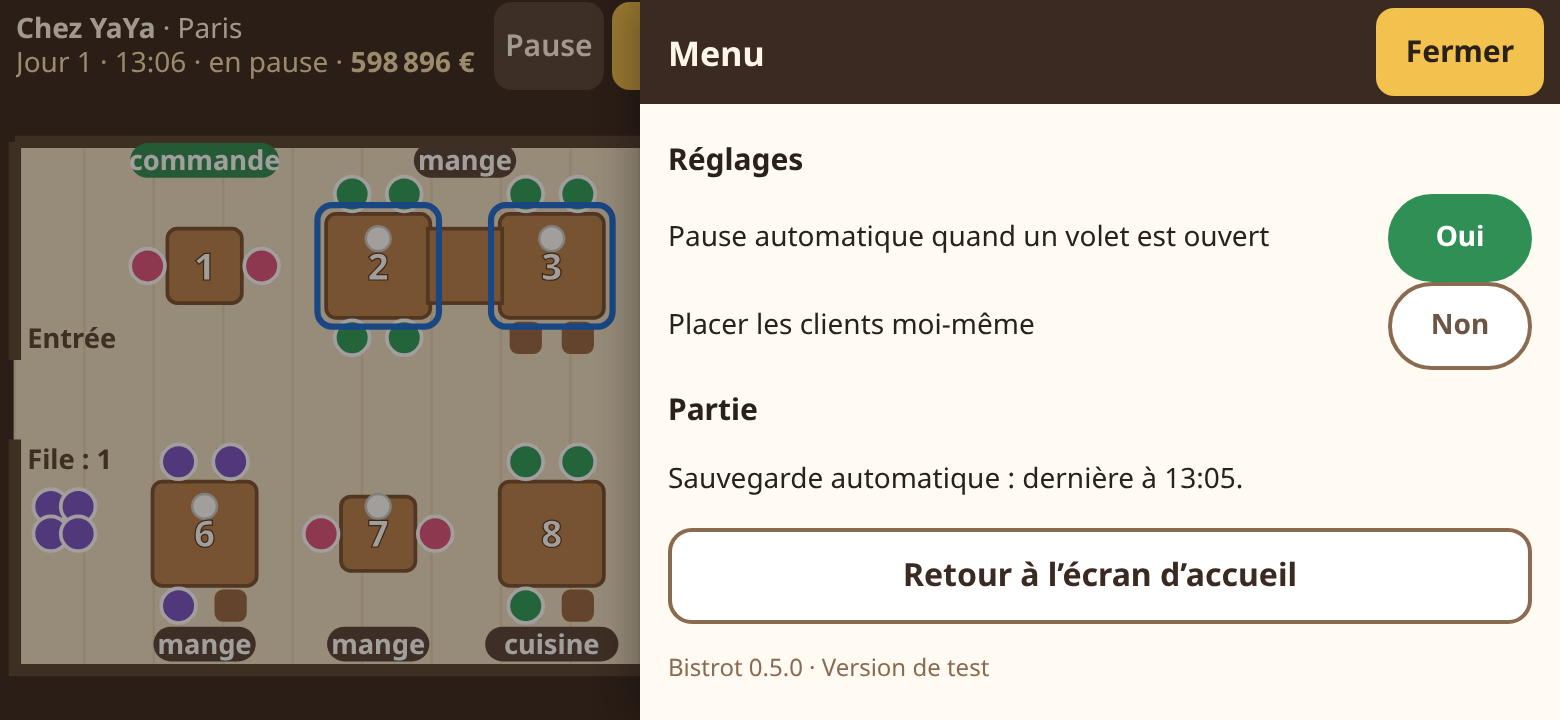 Chez YaYa · Paris
Jour 1 · 13:06 · en pause · 598 896 €
Pause
Menu
Fermer
commande
mange
1
2
3
Entrée
File : 1
6
7
8
mange
mange
cuisine
Réglages
Pause automatique quand un volet est ouvert
Oui
Placer les clients moi-même
Non
Partie
Sauvegarde automatique : dernière à 13:05.
Retour à l’écran d’accueil
Bistrot 0.5.0 · Version de test